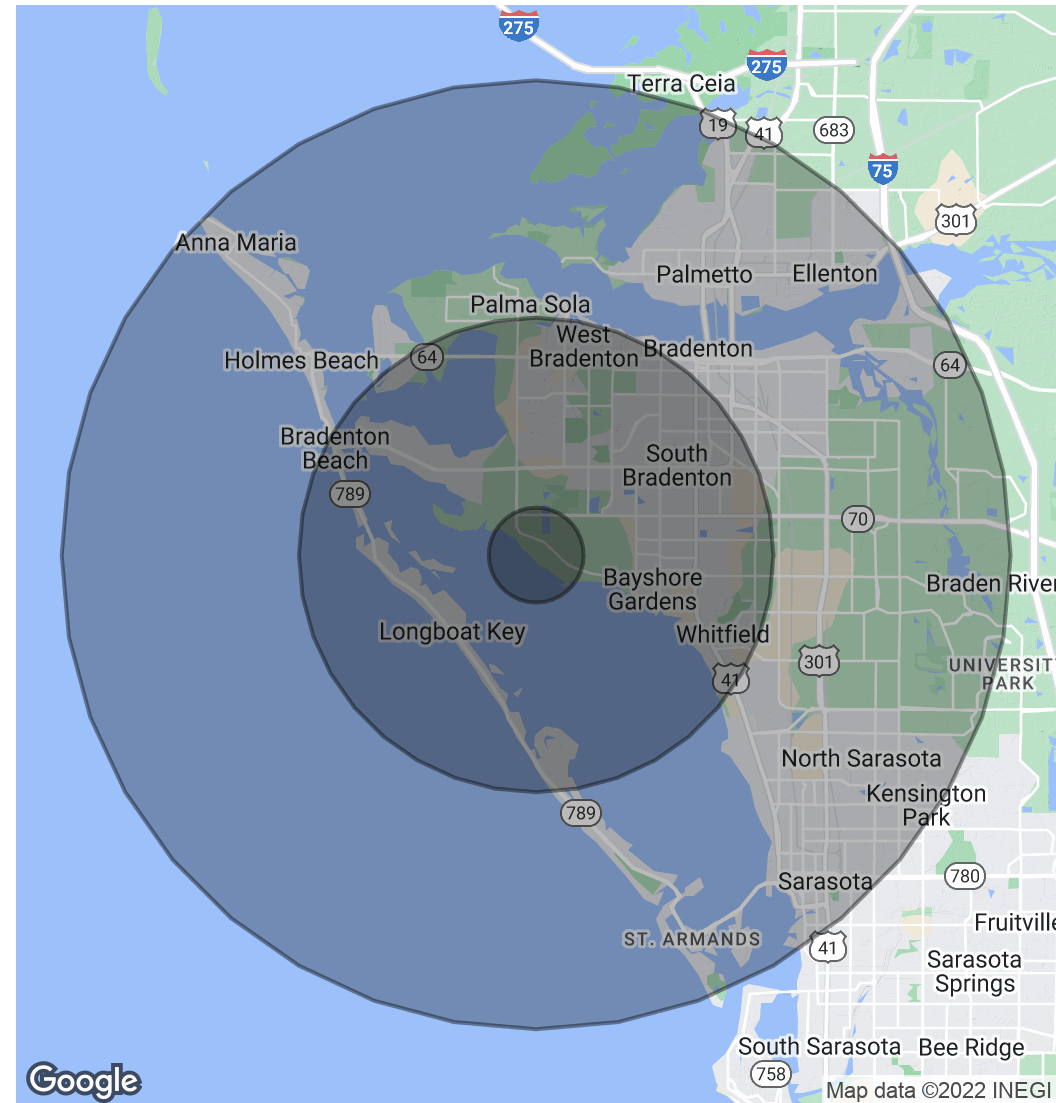 275
Terra Ceia
275
19
41
683
75
301
Anna Maria
Palmetto
Ellenton
Palma Sola
West
Bradenton
Bradenton
Holmes Beach
64
64
Bradenton
Beach
South
Bradenton
789
70
Bayshore
Gardens
Braden River
Longboat Key
Whitfield
301
UNIVERSIT
PARK
41
North Sarasota
Kensington
Park
789
Sarasota
780
ST. ARMANDS
41
Fruitville
Sarasota
Springs
South Sarasota
Bee Ridge
758
Google
Map data ©2022 INEGI